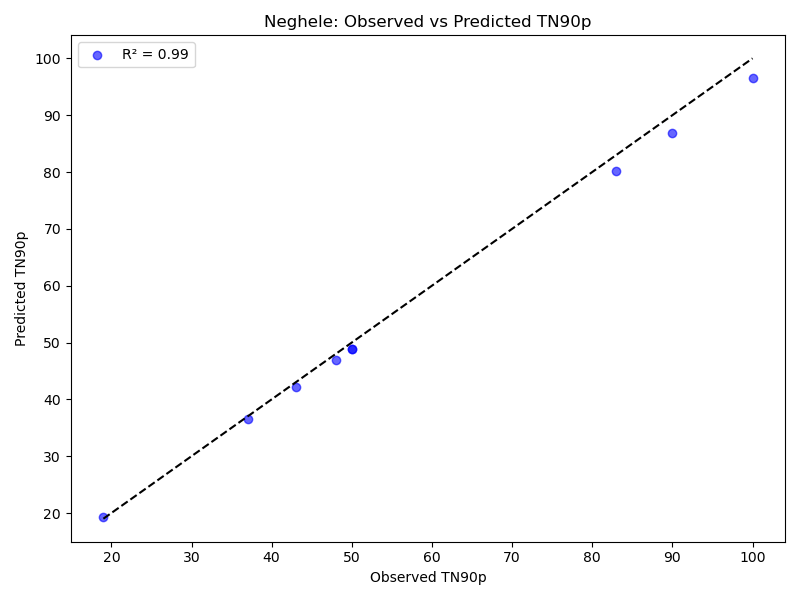 Neghele: Observed vs Predicted TN90p
R² = 0.99
100
90
80
70
60
50
40
30
20
Predicted TN90p
20 30 40 50 60 70 80 90 100
Observed TN90p